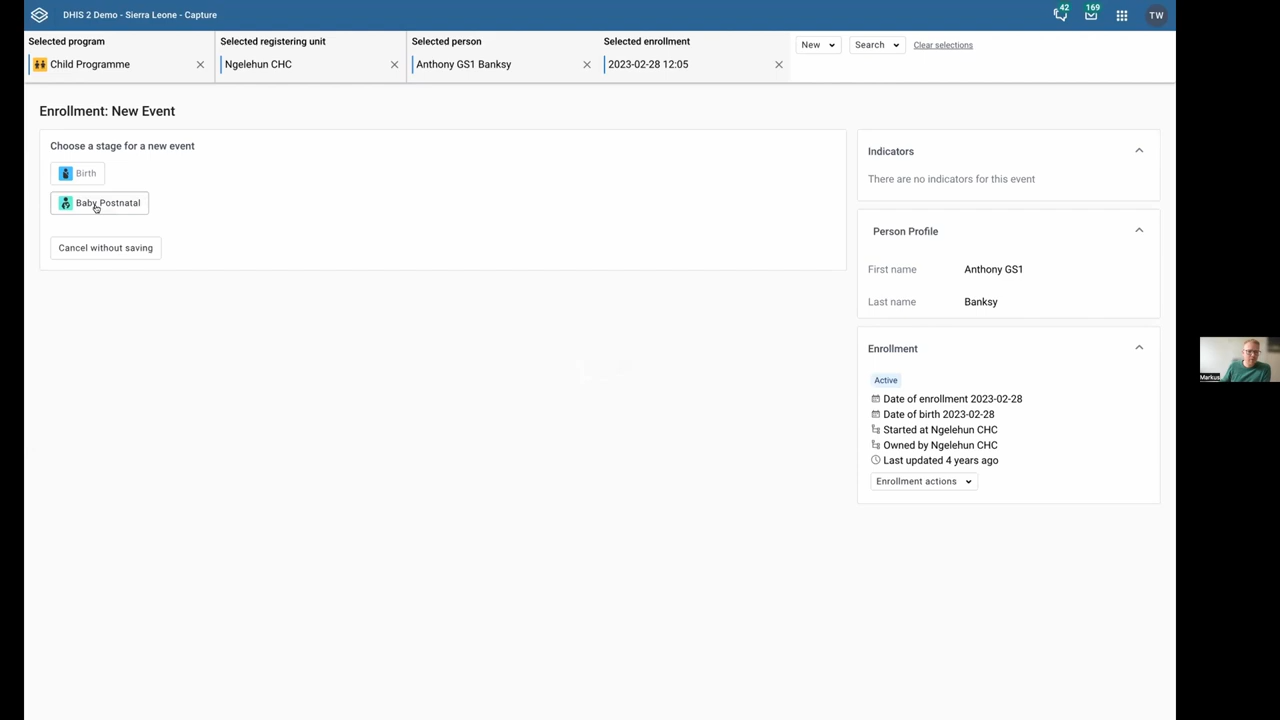 DHIS 2 Demo - Sierra Leone - Capture
42
169
TW
Selected program
Child Programme
Selected registering unit
Ngelehun CHC
Selected person
Anthony GS1 Banksy
Selected enrollment
2023-02-28 12:05
New
Search
Clear selections
Enrollment: New Event
Choose a stage for a new event
Birth
Baby Postnatal
Cancel without saving
Indicators
There are no indicators for this event
Person Profile
First name Anthony GS1
Last name Banksy
Enrollment
Active
Date of enrollment 2023-02-28
Date of birth 2023-02-28
Started at Ngelehun CHC
Owned by Ngelehun CHC
Last updated 4 years ago
Enrollment actions
Markus